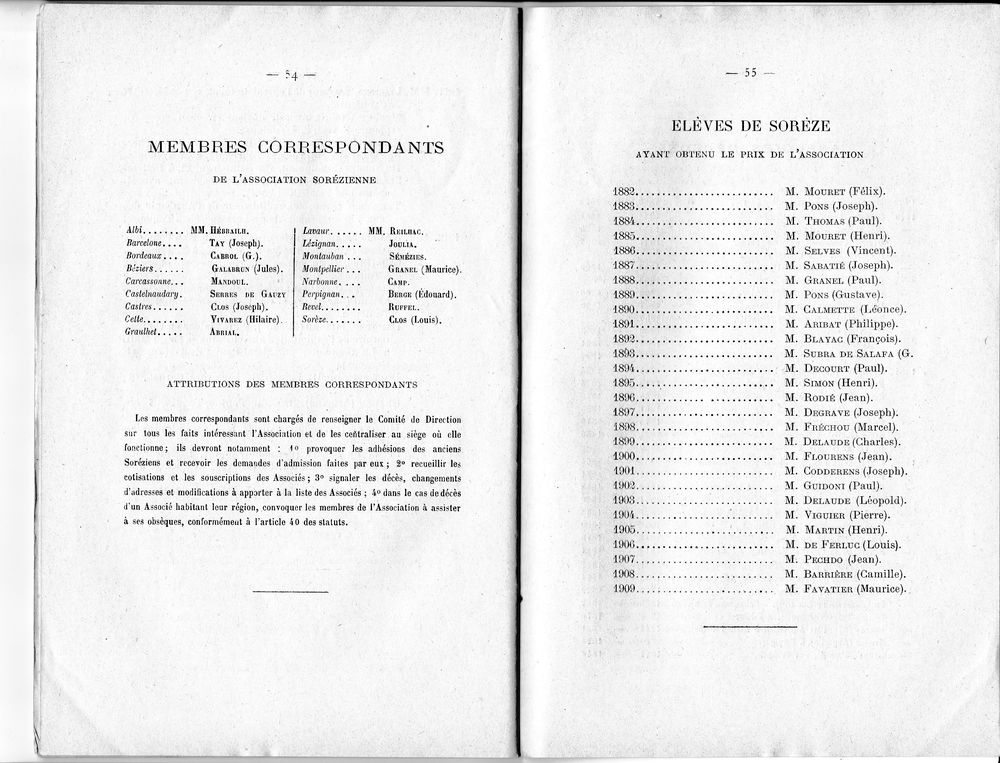 — 54 —
MEMBRES CORRESPONDANTS
DE L'ASSOCIATION SORÉZIENNE
Albi........ MM. HÉBRAILH.
Barcelone.... TAY (Joseph).
Bordeaux.... CABROL (G.).
Béziers...... GALABRUN (Jules).
Carcassonne... MANDOUL.
Castelnaudary. SERRES DE GAUZY
Castres...... CLOS (Joseph).
Cette........ VIVAREZ (Hilaire).
Graulhet..... ABRIAL.
Lavaur...... MM. REILHAC.
Lézignan..... JOULIA.
Montauban ... SÉMÉZIES.
Montpellier... GRANEL (Maurice).
Narbonne.... CAMP.
Perpignan... BERGE (Édouard).
Revel........ RUFFEL.
Sorèze....... CLOS (Louis).
ATTRIBUTIONS DES MEMBRES CORRESPONDANTS
Les membres correspondants sont chargés de renseigner le Comité de Direction
sur tous les faits intéressant l'Association et de les centraliser au siège où elle
fonctionne ; ils devront notamment : 1o provoquer les adhésions des anciens
Soréziens et recevoir les demandes d'admission faites par eux ; 2o recueillir les
cotisations et les souscriptions des Associés ; 3o signaler les décès, changements
d'adresses et modifications à apporter à la liste des Associés ; 4o dans le cas de décès
d'un Associé habitant leur région, convoquer les membres de l'Association à assister
à ses obsèques, conformément à l'article 40 des statuts.
— 55 —
ELÈVES DE SORÈZE
AYANT OBTENU LE PRIX DE L'ASSOCIATION
1882......................... M. MOURET (Félix).
1883......................... M. PONS (Joseph).
1884......................... M. THOMAS (Paul).
1885......................... M. MOURET (Henri).
1886......................... M. SELVES (Vincent).
1887......................... M. SABATIÉ (Joseph).
1888......................... M. GRANEL (Paul).
1889......................... M. PONS (Gustave).
1890......................... M. CALMETTE (Léonce).
1891......................... M. ARIBAT (Philippe).
1892......................... M. BLAYAC (François).
1893......................... M. SUBRA DE SALAFA (G.
1894......................... M. DECOURT (Paul).
1895......................... M. SIMON (Henri).
1896......................... M. RODIÉ (Jean).
1897......................... M. DEGRAVE (Joseph).
1898......................... M. FRÉCHOU (Marcel).
1899......................... M. DELAUDE (Charles).
1900......................... M. FLOURENS (Jean).
1901......................... M. CODDERENS (Joseph).
1902......................... M. GUIDONI (Paul).
1903......................... M. DELAUDE (Léopold).
1904......................... M. VIGUIER (Pierre).
1905......................... M. MARTIN (Henri).
1906......................... M. DE FERLUC (Louis).
1907......................... M. PECHDO (Jean).
1908......................... M. BARRIÈRE (Camille).
1909......................... M. FAVATIER (Maurice).